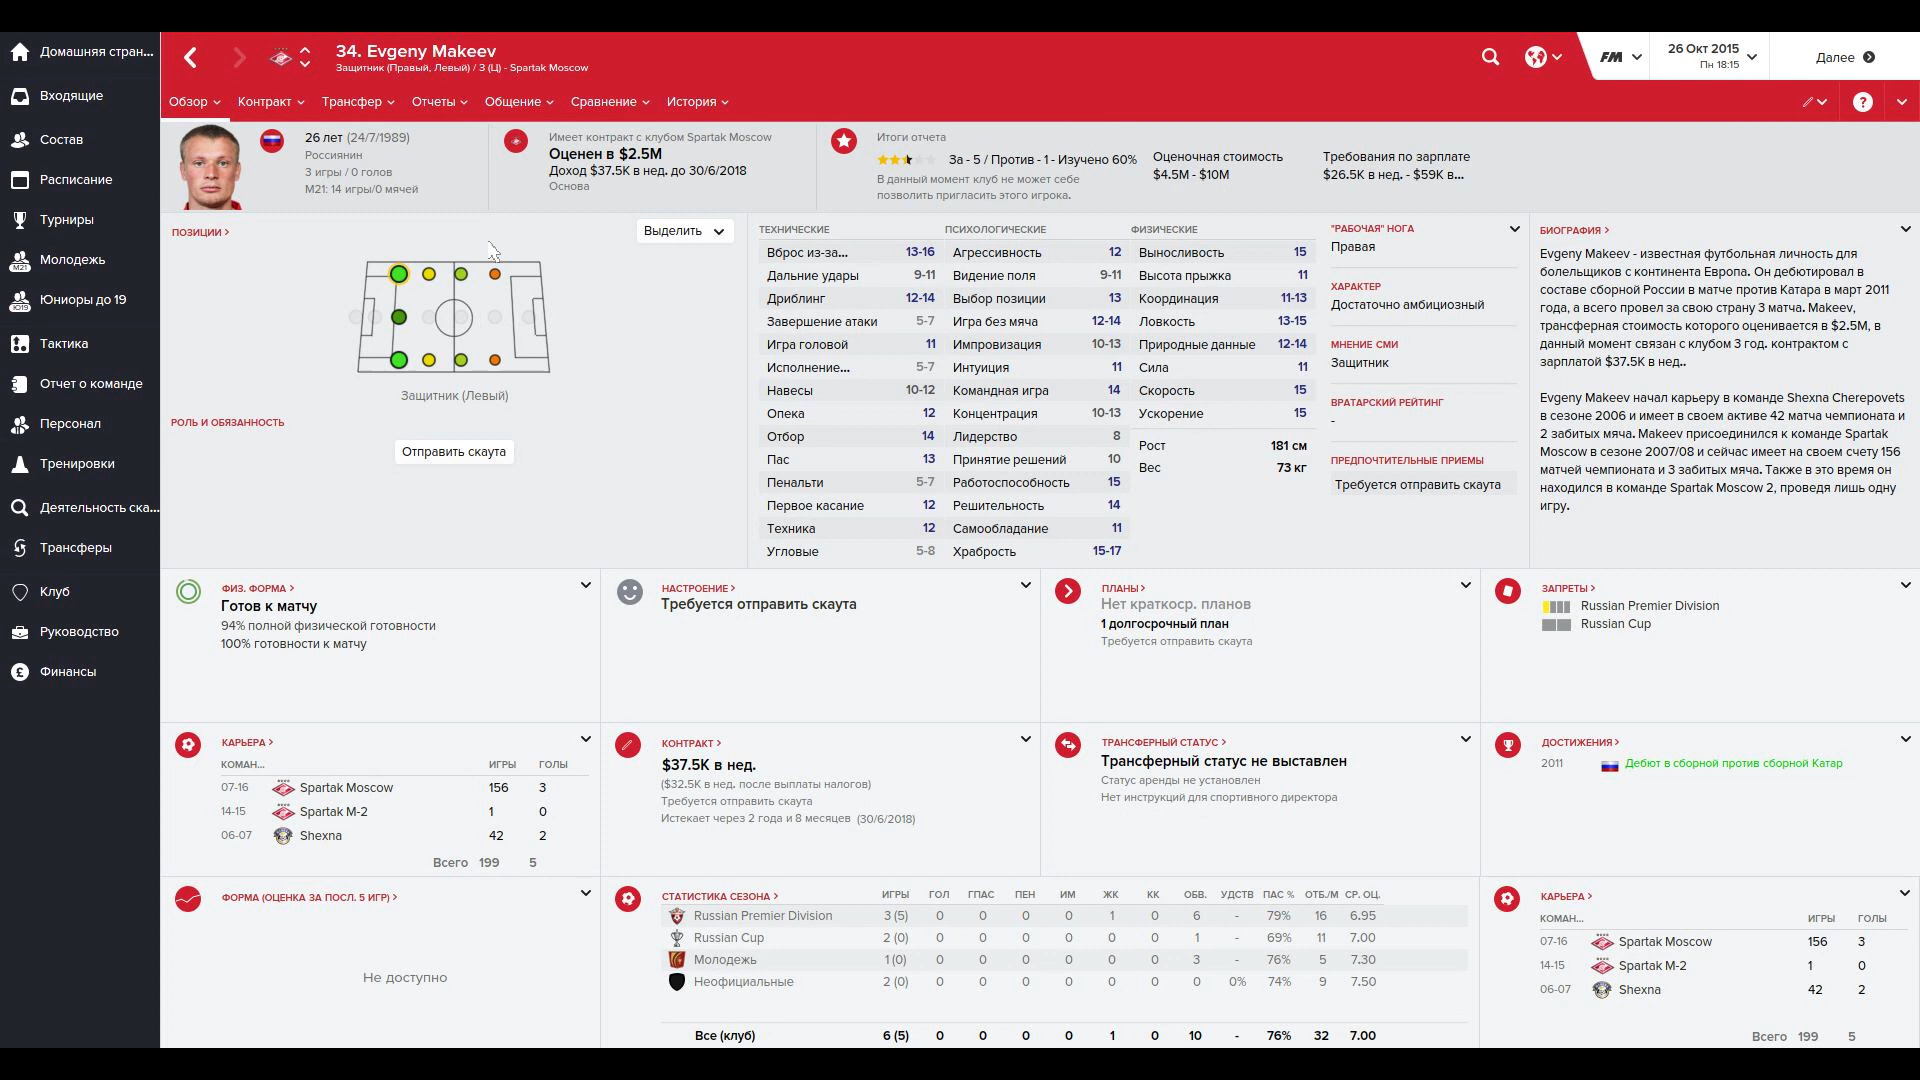 Домашняя стран...
Входящие
Состав
Расписание
Турниры
Молодежь
M21
Юниоры до 19
Ю19
Тактика
Отчет о команде
Персонал
Тренировки
Деятельность ска...
Трансферы
Клуб
Руководство
Финансы
34. Evgeny Makeev
Защитник (Правый, Левый) / З (Ц) - Spartak Moscow
FM
26 Окт 2015
Пн 18:15
Далее
Обзор Контракт Трансфер Отчеты Общение Сравнение История
?
26 лет (24/7/1989)
Россиянин
3 игры / 0 голов
М21: 14 игры/0 мячей
Имеет контракт с клубом Spartak Moscow
Оценен в $2.5M
Доход $37.5K в нед. до 30/6/2018
Основа
Итоги отчета
За - 5 / Против - 1 - Изучено 60%
В данный момент клуб не может себе
позволить пригласить этого игрока.
Оценочная стоимость
$4.5M - $10M
Требования по зарплате
$26.5K в нед. - $59K в...
ПОЗИЦИИ >
Выделить
Защитник (Левый)
РОЛЬ И ОБЯЗАННОСТЬ
Отправить скаута
ТЕХНИЧЕСКИЕ
Вброс из-за... 13-16
Дальние удары 9-11
Дриблинг 12-14
Завершение атаки 5-7
Игра головой 11
Исполнение... 5-7
Навесы 10-12
Опека 12
Отбор 14
Пас 13
Пенальти 5-7
Первое касание 12
Техника 12
Угловые 5-8
ПСИХОЛОГИЧЕСКИЕ
Агрессивность 12
Видение поля 9-11
Выбор позиции 13
Игра без мяча 12-14
Импровизация 10-13
Интуиция 11
Командная игра 14
Концентрация 10-13
Лидерство 8
Принятие решений 10
Работоспособность 15
Решительность 14
Самообладание 11
Храбрость 15-17
ФИЗИЧЕСКИЕ
Выносливость 15
Высота прыжка 11
Координация 11-13
Ловкость 13-15
Природные данные 12-14
Сила 11
Скорость 15
Ускорение 15
Рост 181 см
Вес 73 кг
"РАБОЧАЯ" НОГА
Правая
ХАРАКТЕР
Достаточно амбициозный
МНЕНИЕ СМИ
Защитник
ВРАТАРСКИЙ РЕЙТИНГ
-
ПРЕДПОЧТИТЕЛЬНЫЕ ПРИЕМЫ
Требуется отправить скаута
БИОГРАФИЯ >
Evgeny Makeev - известная футбольная личность для
болельщиков с континента Европа. Он дебютировал в
составе сборной России в матче против Катара в март 2011
года, а всего провел за свою страну 3 матча. Makeev,
трансферная стоимость которого оценивается в $2.5M, в
данный момент связан с клубом 3 год. контрактом с
зарплатой $37.5K в нед..
Evgeny Makeev начал карьеру в команде Shexna Cherepovets
в сезоне 2006 и имеет в своем активе 42 матча чемпионата и
2 забитых мяча. Makeev присоединился к команде Spartak
Moscow в сезоне 2007/08 и сейчас имеет на своем счету 156
матчей чемпионата и 3 забитых мяча. Также в это время он
находился в команде Spartak Moscow 2, проведя лишь одну
игру.
ФИЗ. ФОРМА >
Готов к матчу
94% полной физической готовности
100% готовности к матчу
НАСТРОЕНИЕ >
Требуется отправить скаута
ПЛАНЫ >
Нет краткоср. планов
1 долгосрочный план
Требуется отправить скаута
ЗАПРЕТЫ >
Russian Premier Division
Russian Cup
КАРЬЕРА >
КОМАН... ИГРЫ ГОЛЫ
07-16 Spartak Moscow 156 3
14-15 Spartak M-2 1 0
06-07 Shexna 42 2
Всего 199 5
КОНТРАКТ >
$37.5K в нед.
($32.5K в нед. после выплаты налогов)
Требуется отправить скаута
Истекает через 2 года и 8 месяцев (30/6/2018)
ТРАНСФЕРНЫЙ СТАТУС >
Трансферный статус не выставлен
Статус аренды не установлен
Нет инструкций для спортивного директора
ДОСТИЖЕНИЯ >
2011 Дебют в сборной против сборной Катар
ФОРМА (ОЦЕНКА ЗА ПОСЛ. 5 ИГР) >
Не доступно
СТАТИСТИКА СЕЗОНА > ИГРЫ ГОЛ ГПАС ПЕН ИМ ЖК КК ОБВ. УДСТВ ПАС % ОТБ./М СР. ОЦ.
Russian Premier Division 3 (5) 0 0 0 0 1 0 6 - 79% 16 6.95
Russian Cup 2 (0) 0 0 0 0 0 0 1 - 69% 11 7.00
Молодежь 1 (0) 0 0 0 0 0 0 3 - 76% 5 7.30
Неофициальные 2 (0) 0 0 0 0 0 0 0 0% 74% 9 7.50
Все (клуб) 6 (5) 0 0 0 0 1 0 10 - 76% 32 7.00
КАРЬЕРА >
КОМАН... ИГРЫ ГОЛЫ
07-16 Spartak Moscow 156 3
14-15 Spartak M-2 1 0
06-07 Shexna 42 2
Всего 199 5